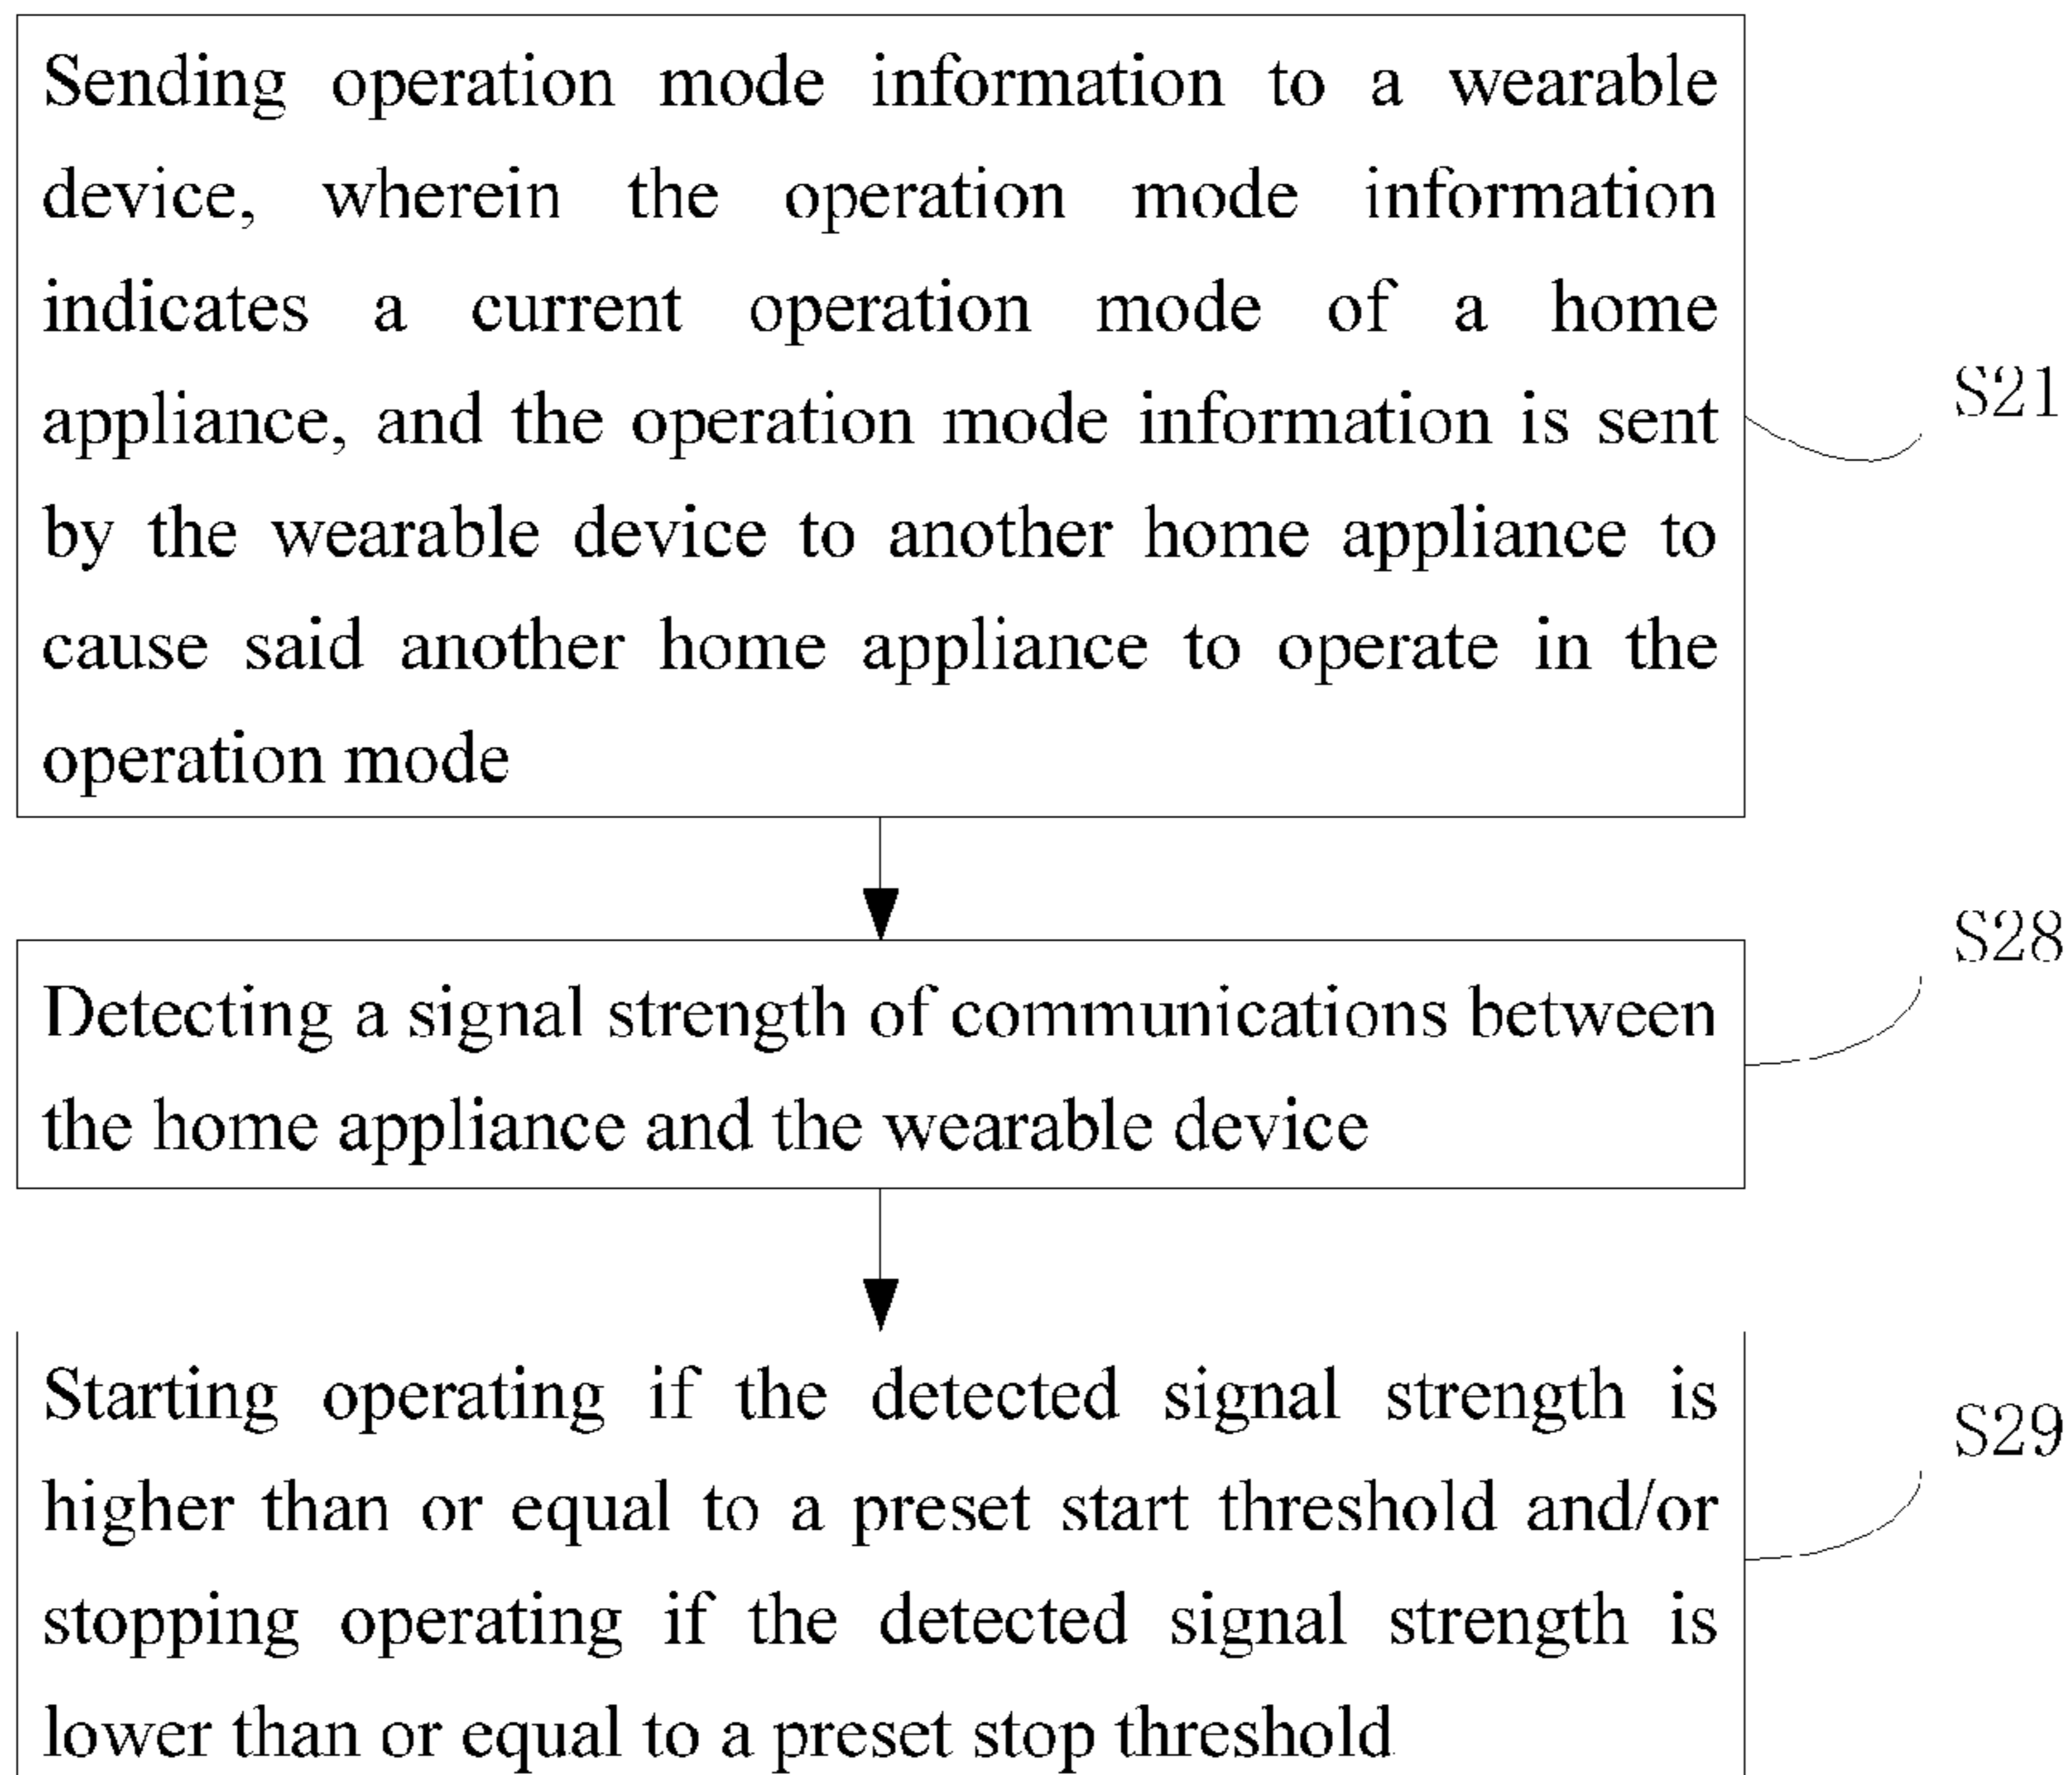 Sending operation mode information to a wearable
device, wherein the operation mode information
indicates a current operation mode of a home
appliance, and the operation mode information is sent
by the wearable device to another home appliance to
cause said another home appliance to operate in the
operation mode
S21
S28
Detecting a signal strength of communications between
the home appliance and the wearable device
Starting operating if the detected signal strength is
higher than or equal to a preset start threshold and/or
stopping operating if the detected signal strength is
lower than or equal to a preset stop threshold
S29